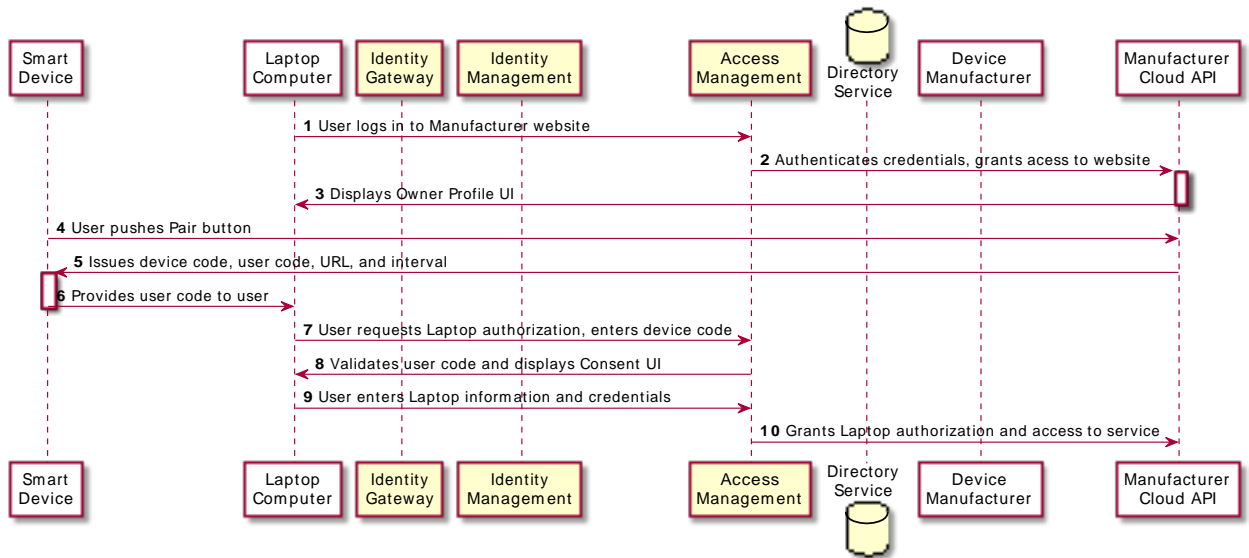 Smart
Device
Laptop
Computer
Identity
Gateway
Identity
Management
Access
Management
Directory
Service
Device
Manufacturer
Manufacturer
Cloud API
1 User logs in to Manufacturer website
2 Authenticates credentials, grants acess to website
3 Displays Owner Profile UI
4 User pushes Pair button
5 Issues device code, user code, URL, and interval
6 Provides user code to user
7 User requests Laptop authorization, enters device code
8 Validates user code and displays Consent UI
9 User enters Laptop information and credentials
10 Grants Laptop authorization and access to service
Smart
Device
Laptop
Computer
Identity
Gateway
Identity
Management
Access
Management
Directory
Service
Device
Manufacturer
Manufacturer
Cloud API